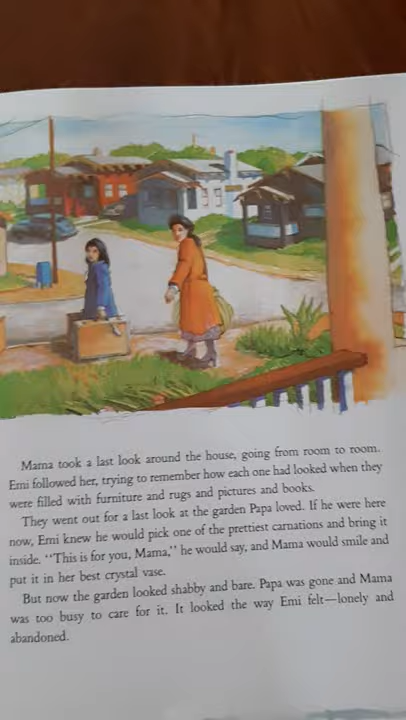 Mama took a last look around the house, going from room to room.
Emi followed her, trying to remember how each one had looked when they
were filled with furniture and rugs and pictures and books.
They went out for a last look at the garden Papa loved. If he were here
now, Emi knew he would pick one of the prettiest carnations and bring it
inside. “This is for you, Mama,” he would say, and Mama would smile and
put it in her best crystal vase.
But now the garden looked shabby and bare. Papa was gone and Mama
was too busy to care for it. It looked the way Emi felt—lonely and
abandoned.